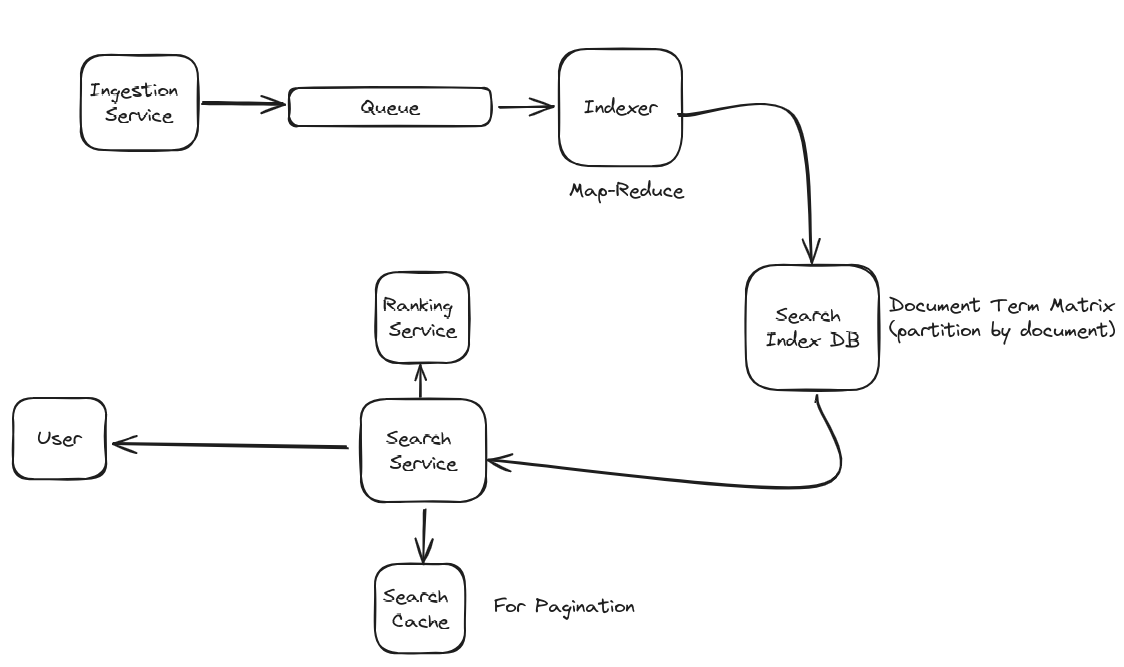 Ingestion
Service
Queue
Indexer
Map-Reduce
Search
Index DB
Document Term Matrix
(partition by document)
Ranking
Service
User
Search
Service
Search
Cache
For Pagination